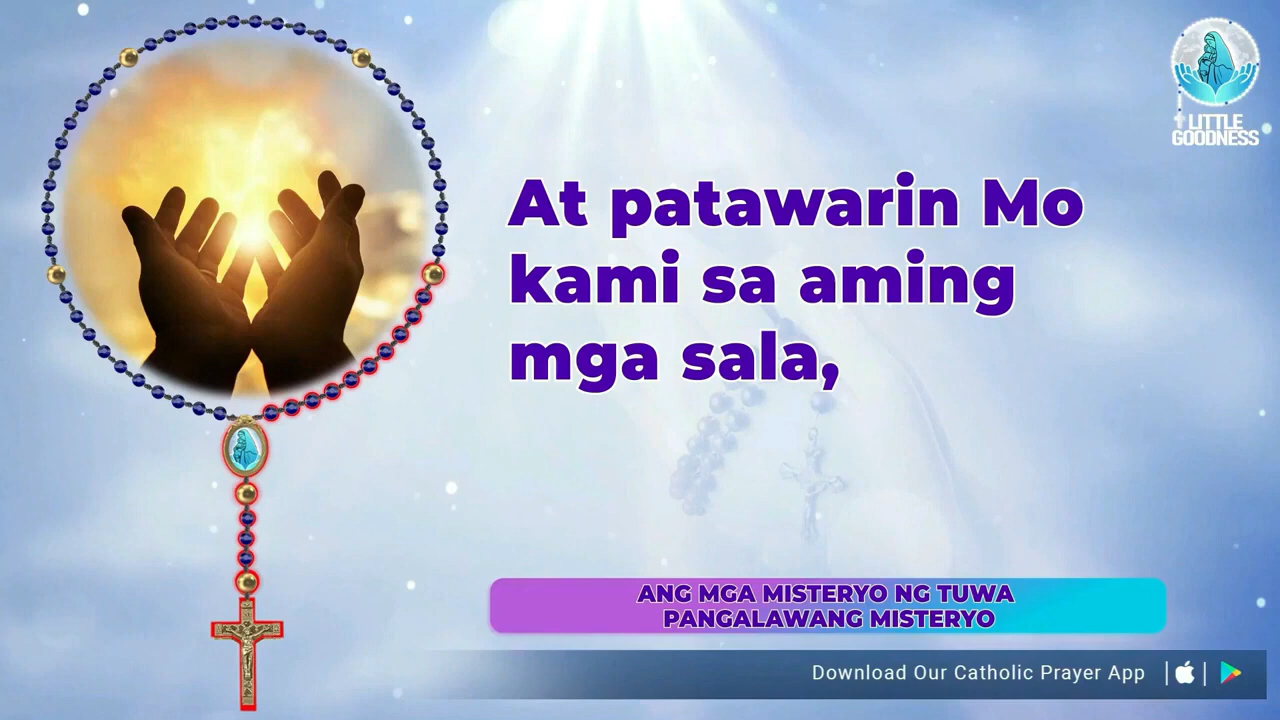 LITTLE
GOODNESS
At patawarin Mo
kami sa aming
mga sala,
ANG MGA MISTERYO NG TUWA
PANGALAWANG MISTERYO
Download Our Catholic Prayer App